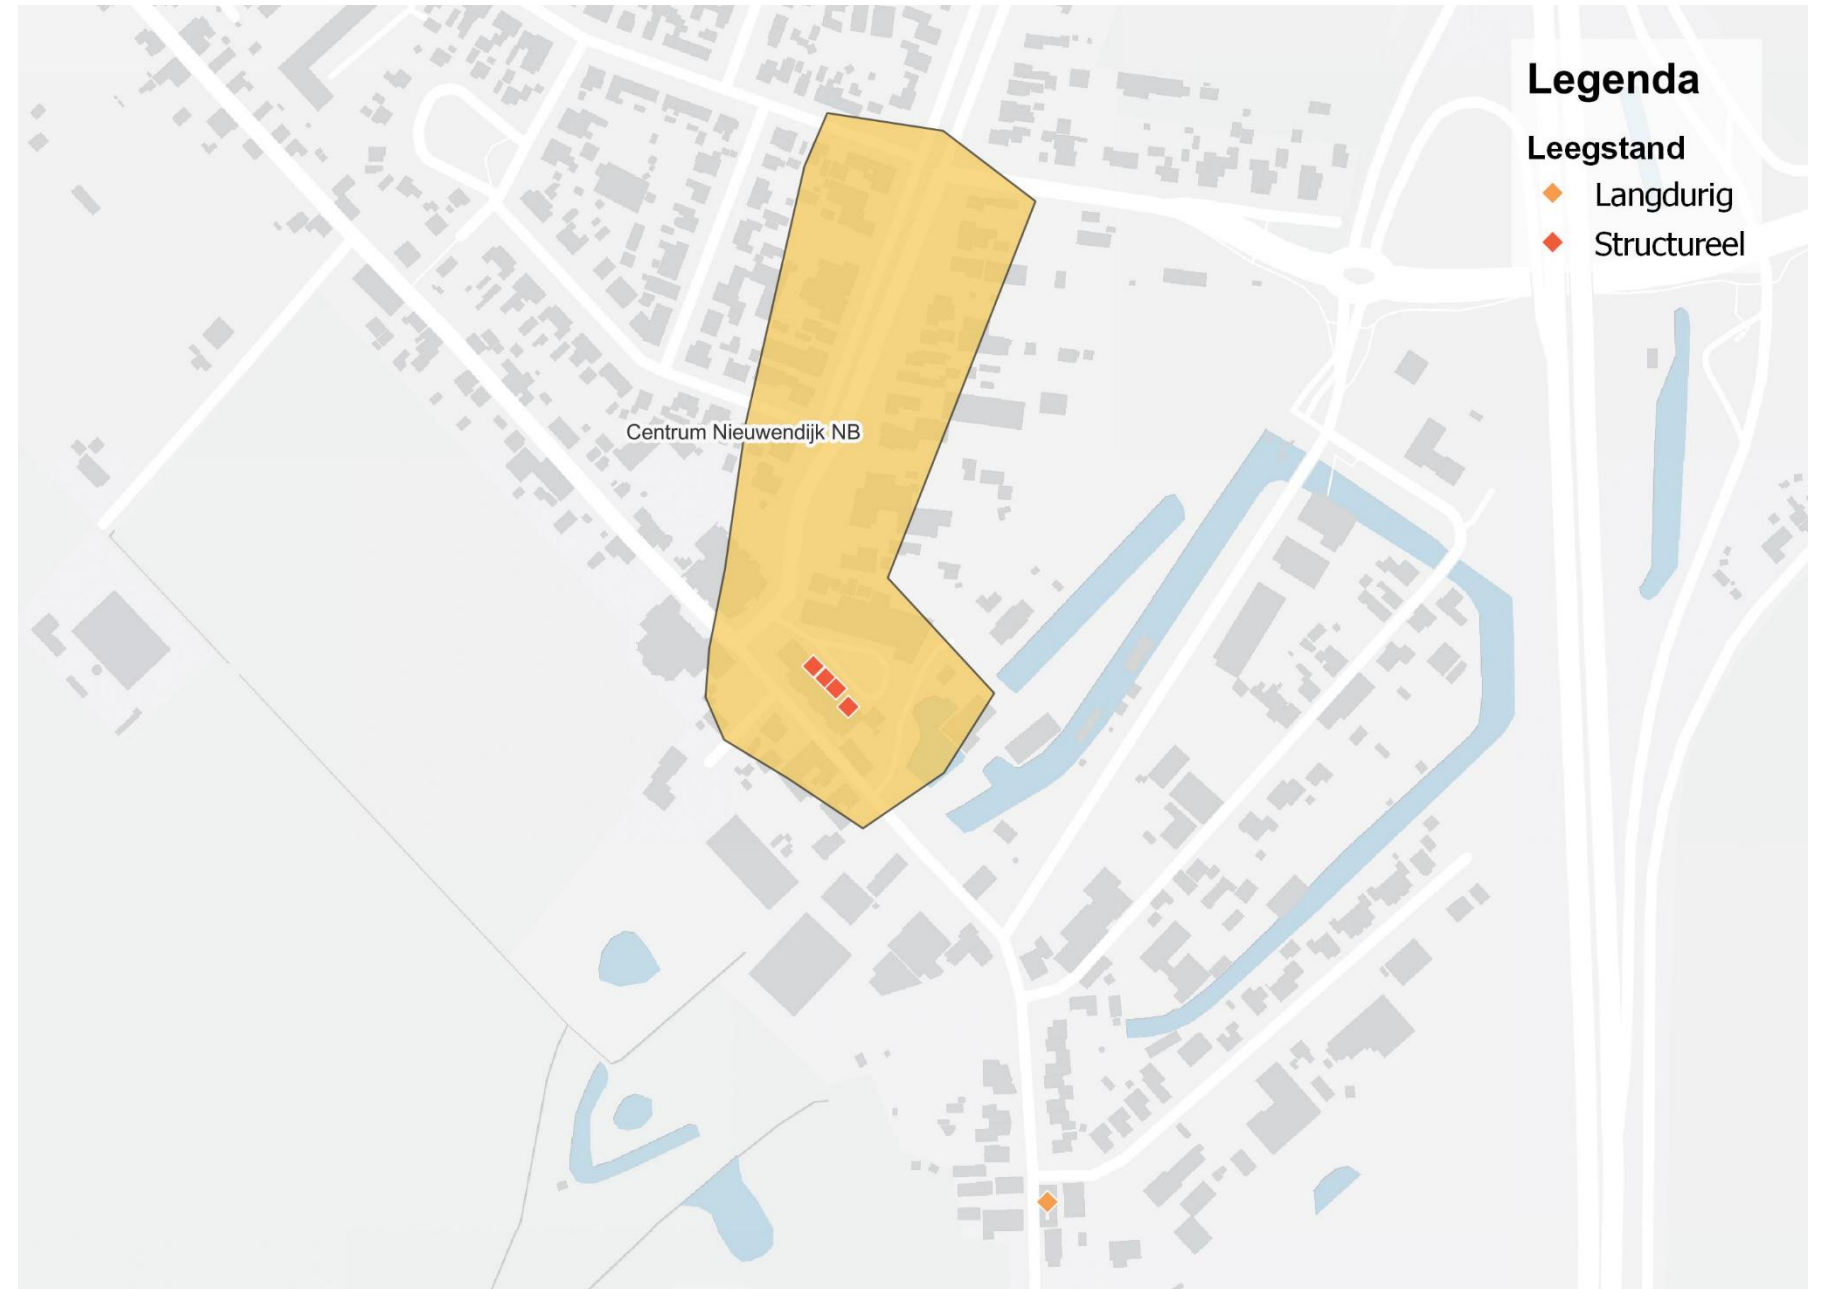 Legenda
Leegstand
Langdurig
Structureel
Centrum Nieuwendijk NB